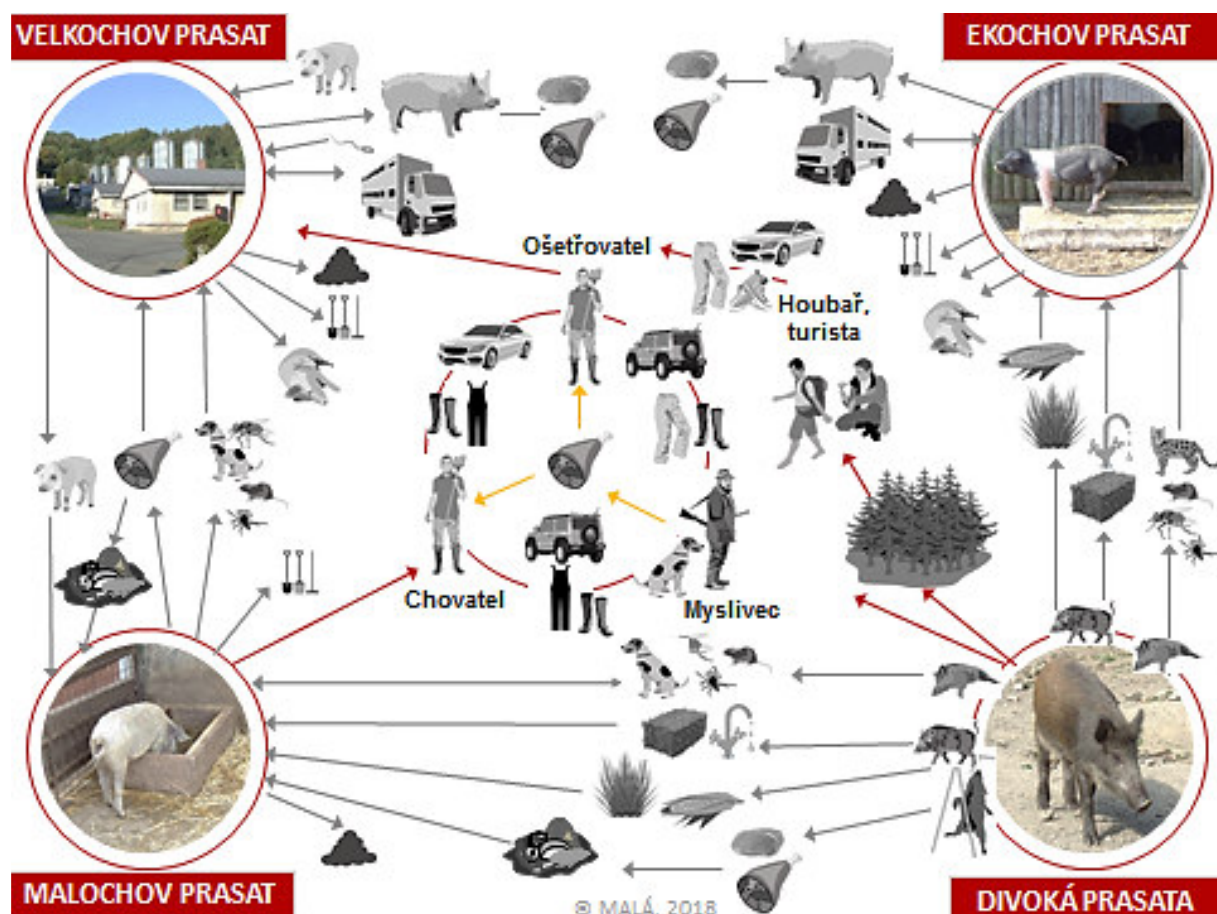 VELKOCHOV PRASAT
EKOCHOV PRASAT
Ošetřovatel
Houbař,
turista
Chovatel
Myslivec
MALOCHOV PRASAT
DIVOKÁ PRASATA
© MALÁ, 2018